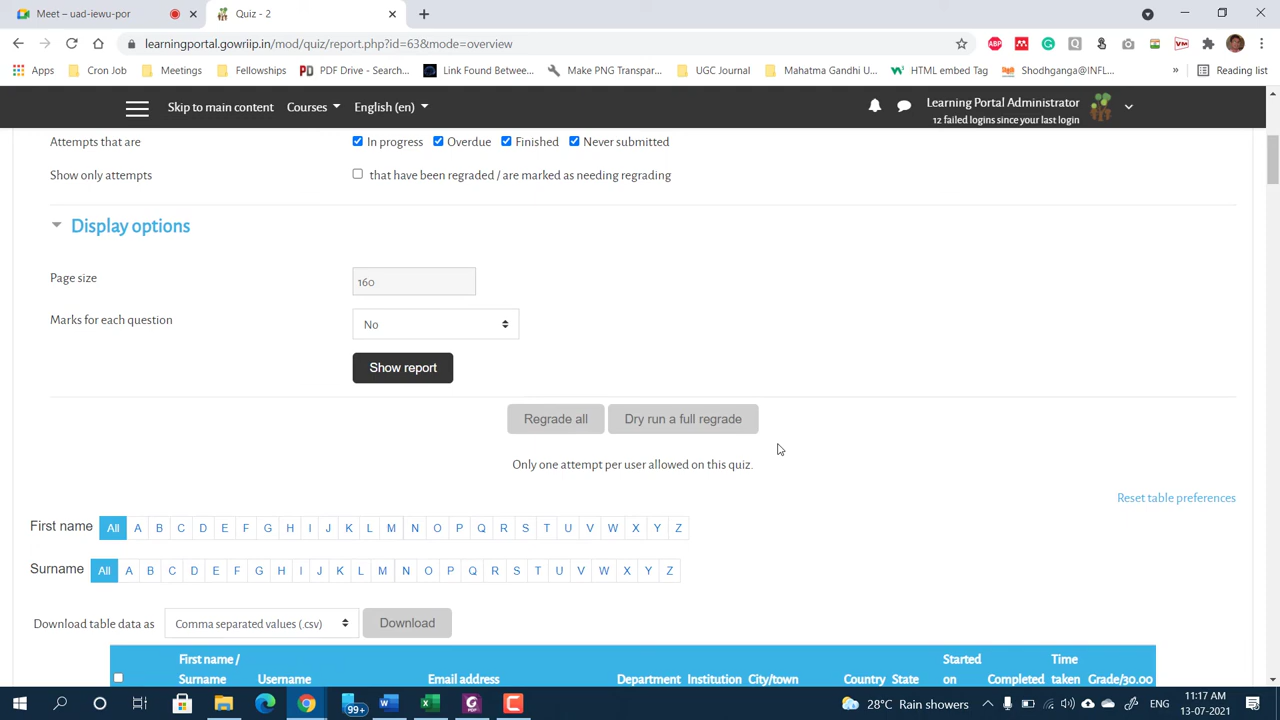 Meet – uad-iewu-por
Quiz - 2
learningportal.gowriip.in/mod/quiz/report.php?id=63&mode=overview
Apps Cron Job Meetings Fellowships PDF Drive - Search... Link Found Betwee... Make PNG Transpar... UGC Journal Mahatma Gandhi U... HTML embed Tag Shodhganga@INFL... » Reading list
Skip to main content Courses English (en) Learning Portal Administrator
12 failed logins since your last login
Attempts that are In progress Overdue Finished Never submitted
Show only attempts that have been regraded / are marked as needing regrading
Display options
Page size 160
Marks for each question No
Show report
Regrade all Dry run a full regrade
Only one attempt per user allowed on this quiz.
Reset table preferences
First name All A B C D E F G H I J K L M N O P Q R S T U V W X Y Z
Surname All A B C D E F G H I J K L M N O P Q R S T U V W X Y Z
Download table data as Comma separated values (.csv) Download
First name / Started Time
Surname Username Email address Department Institution City/town Country State on Completed taken Grade/30.00
99+ 28°C Rain showers ENG 11:17 AM
13-07-2021